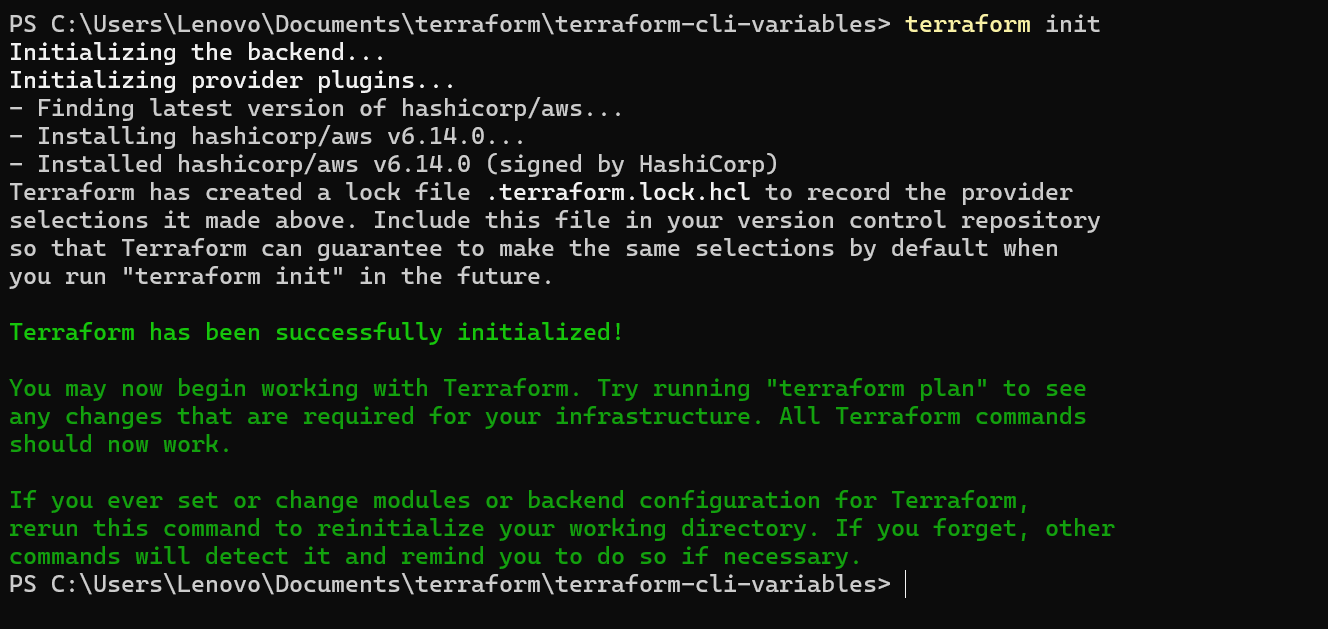 PS C:\Users\Lenovo\Documents\terraform\terraform-cli-variables> terraform init
Initializing the backend...
Initializing provider plugins...
- Finding latest version of hashicorp/aws...
- Installing hashicorp/aws v6.14.0...
- Installed hashicorp/aws v6.14.0 (signed by HashiCorp)
Terraform has created a lock file .terraform.lock.hcl to record the provider
selections it made above. Include this file in your version control repository
so that Terraform can guarantee to make the same selections by default when
you run "terraform init" in the future.
Terraform has been successfully initialized!
You may now begin working with Terraform. Try running "terraform plan" to see
any changes that are required for your infrastructure. All Terraform commands
should now work.
If you ever set or change modules or backend configuration for Terraform,
rerun this command to reinitialize your working directory. If you forget, other
commands will detect it and remind you to do so if necessary.
PS C:\Users\Lenovo\Documents\terraform\terraform-cli-variables>